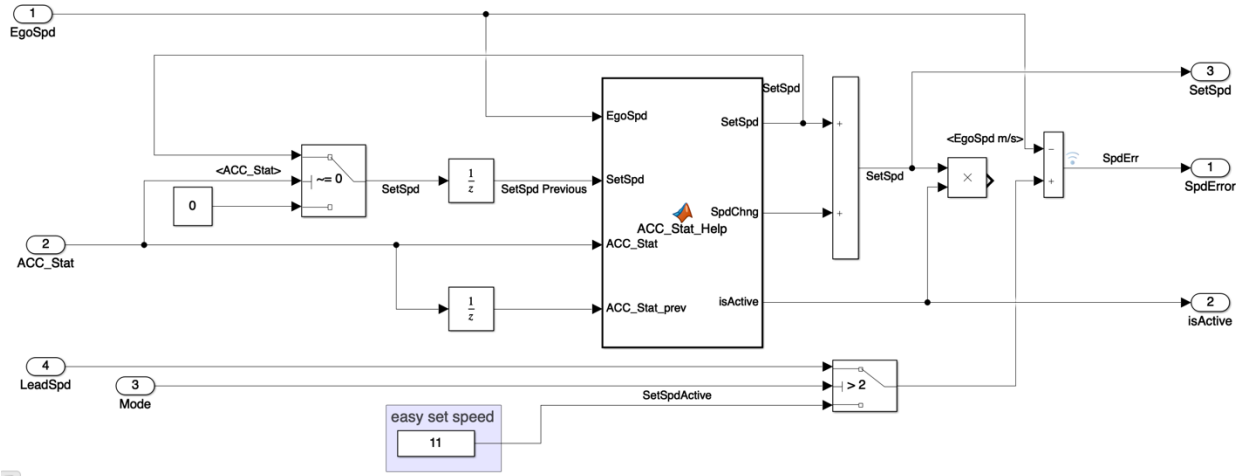 1
EgoSpd
SetSpd
3
SetSpd
EgoSpd
SetSpd
+
<EgoSpd m/s>
−
SpdErr
1
SpdError
<ACC_Stat>
~= 0
SetSpd
1
z
SetSpd Previous
SetSpd
+
SetSpd
×
0
SpdChng
+
ACC_Stat_Help
2
ACC_Stat
ACC_Stat
1
z
ACC_Stat_prev
isActive
2
isActive
4
LeadSpd
3
Mode
SetSpdActive
> 2
easy set speed
11